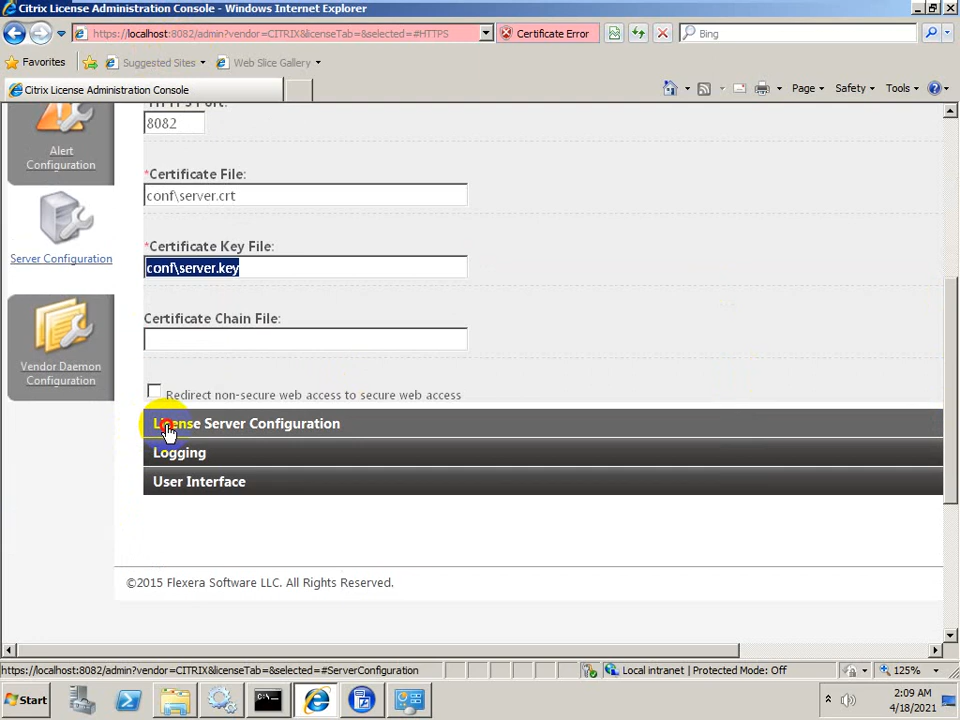 Citrix License Administration Console - Windows Internet Explorer
https://localhost:8082/admin?vendor=CITRIX&licenseTab=&selected=#HTTPS
Certificate Error
Bing
Favorites
Suggested Sites
Web Slice Gallery
Citrix License Administration Console
Page
Safety
Tools
HTTPS Port:
8082
Alert
Configuration
*Certificate File:
conf\server.crt
Server Configuration
*Certificate Key File:
conf\server.key
Certificate Chain File:
Vendor Daemon
Configuration
Redirect non-secure web access to secure web access
License Server Configuration
Logging
User Interface
©2015 Flexera Software LLC. All Rights Reserved.
https://localhost:8082/admin?vendor=CITRIX&licenseTab=&selected=#ServerConfiguration
Local intranet | Protected Mode: Off
125%
Start
2:09 AM
4/18/2021